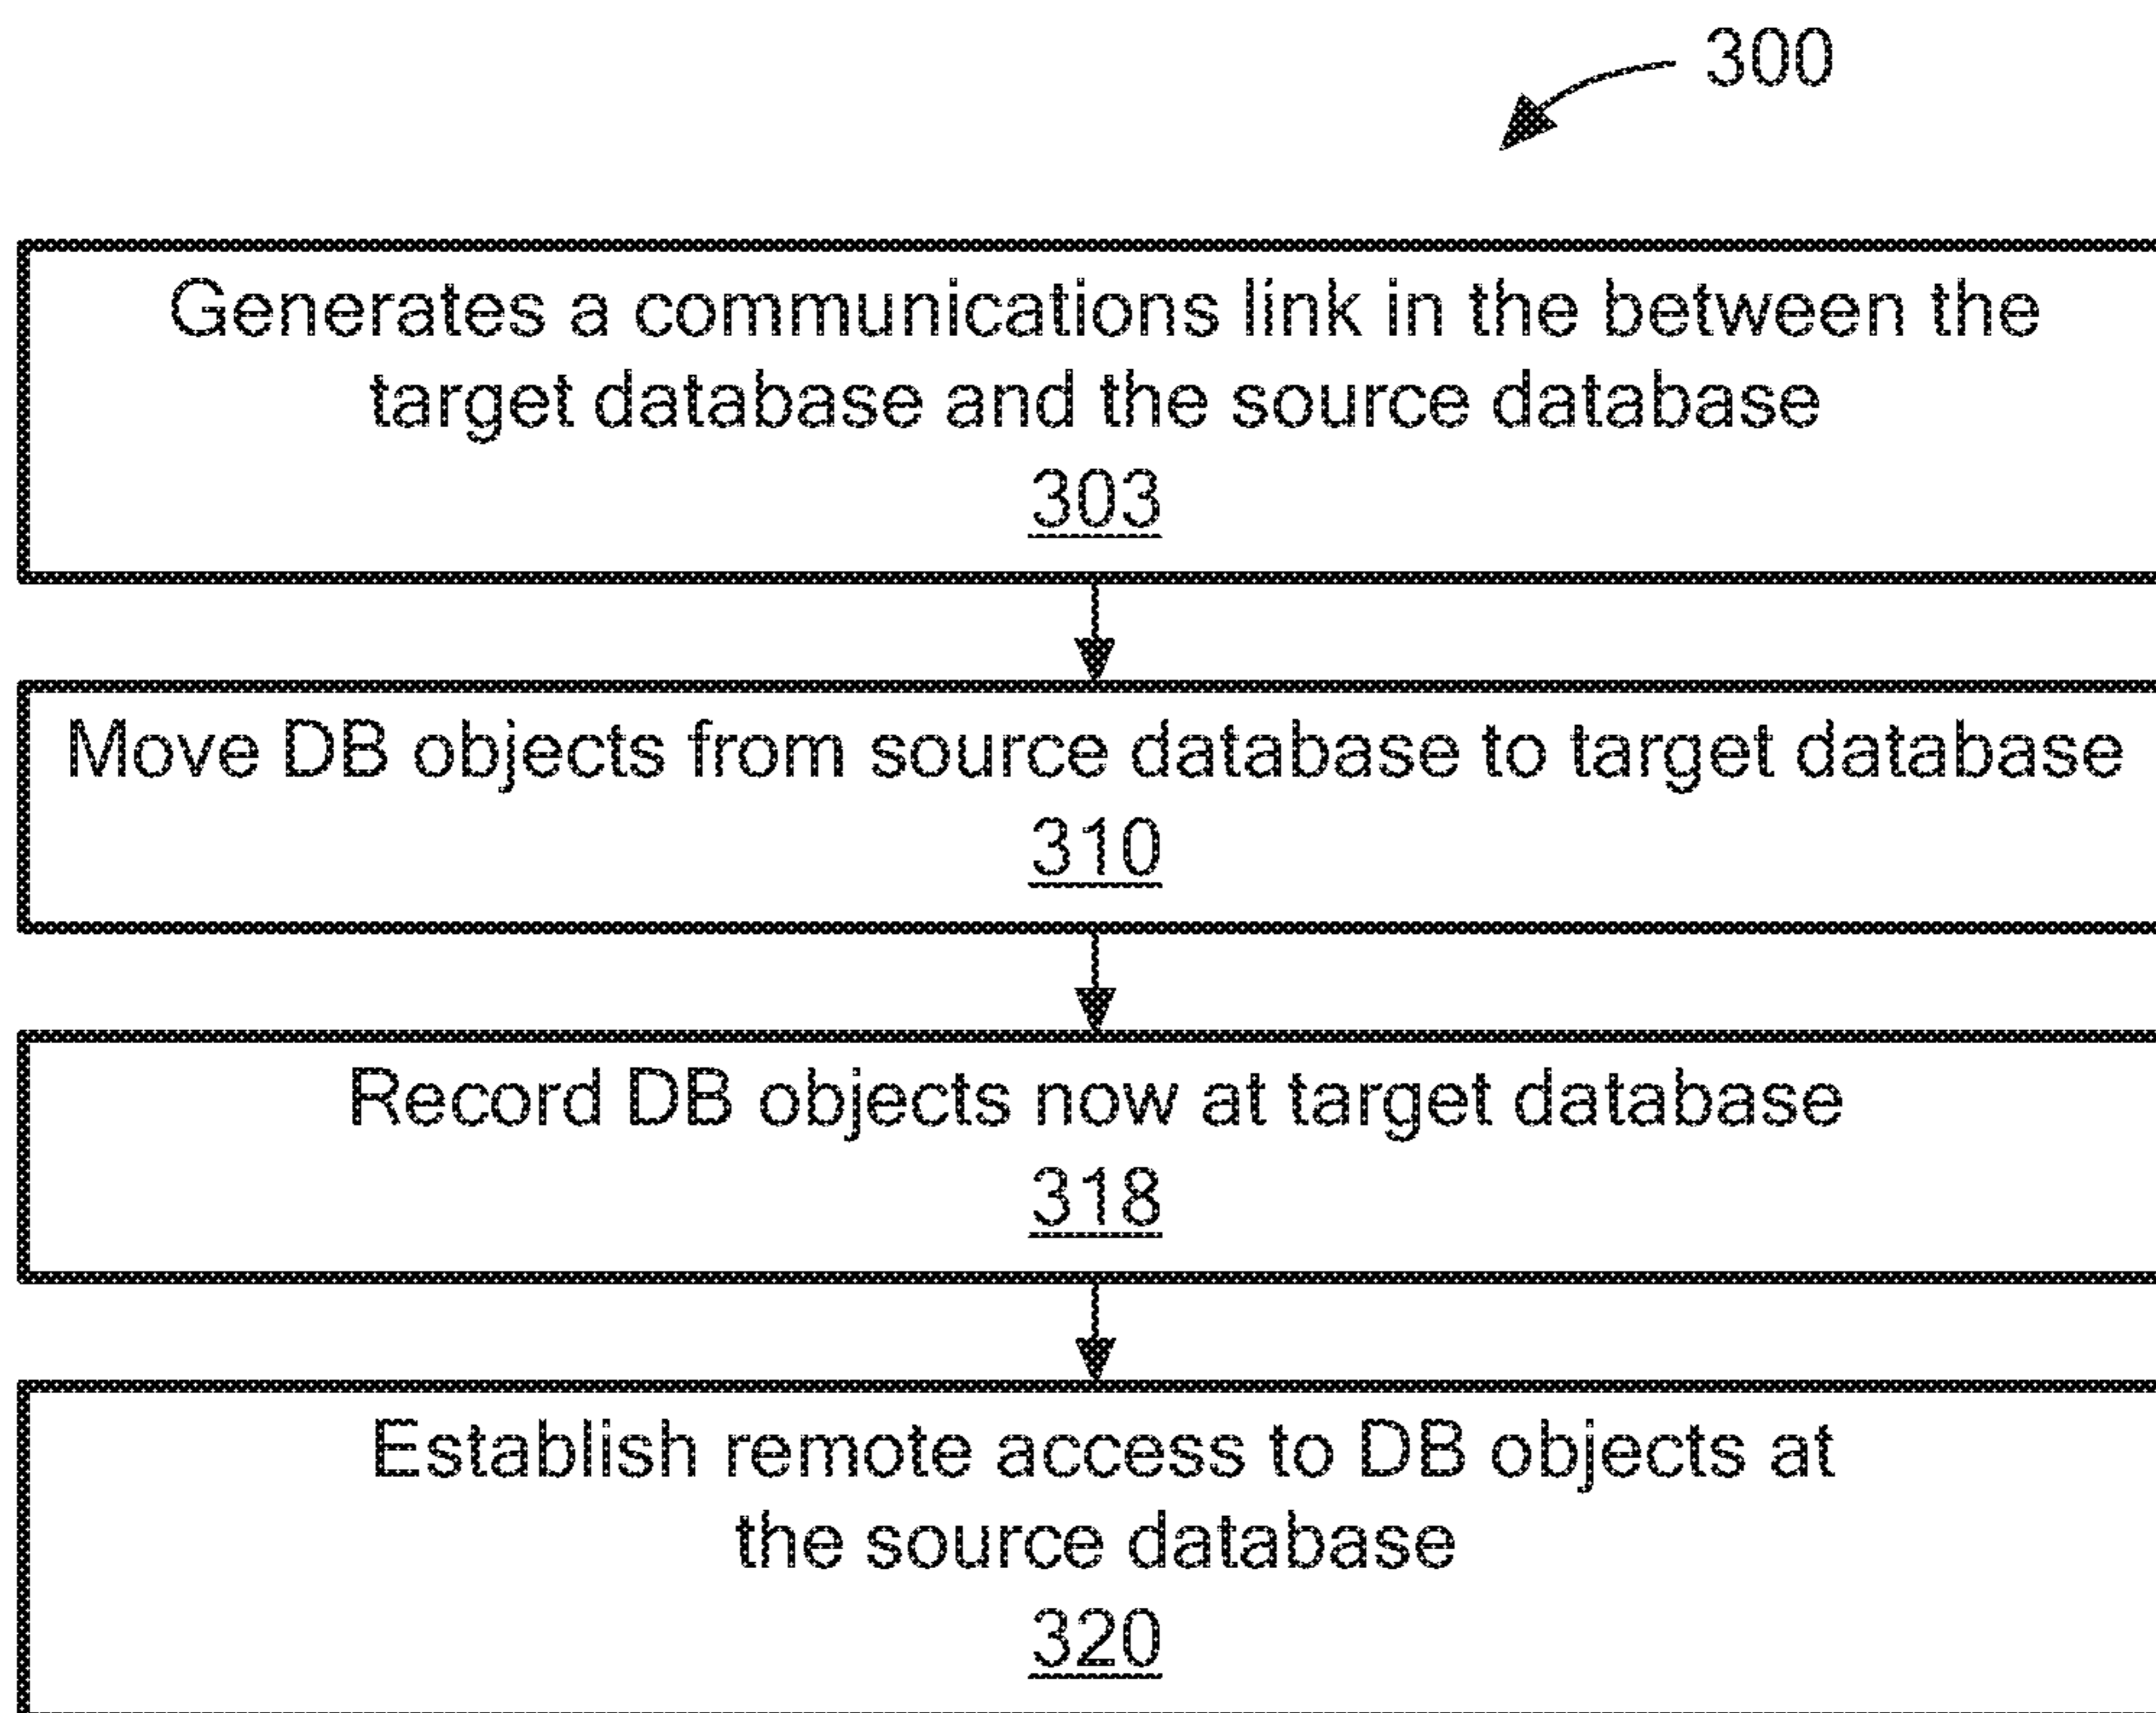 300
Generates a communications link in the between the
target database and the source database
303
Move DB objects from source database to target database
310
Record DB objects now at target database
318
Establish remote access to DB objects at
the source database
320